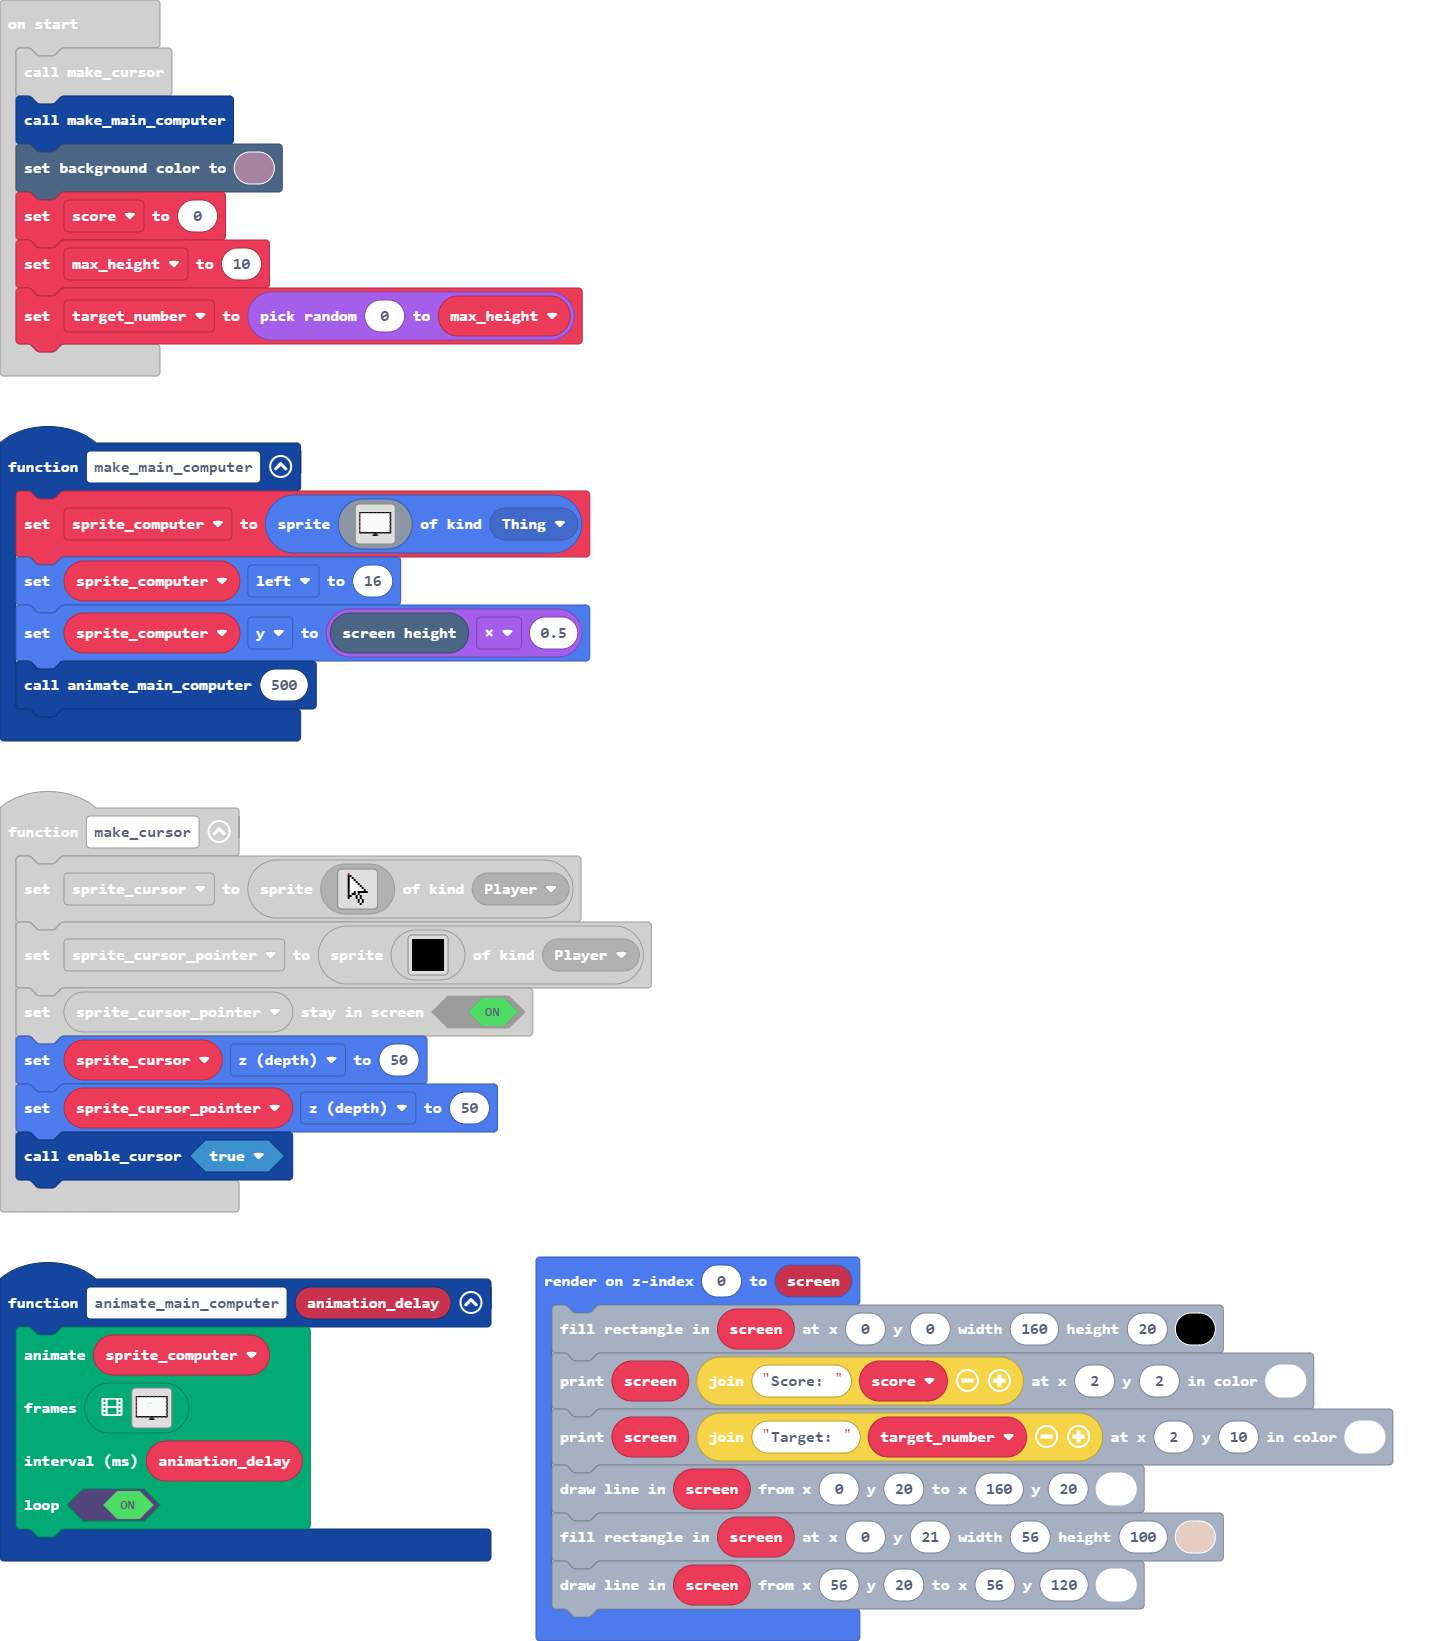 on start
call make_cursor
call make_main_computer
set background color to
set score to 0
set max_height to 10
set target_number to pick random 0 to max_height
function make_main_computer
set sprite_computer to sprite of kind Thing
set sprite_computer left to 16
set sprite_computer y to screen height × 0.5
call animate_main_computer 500
function make_cursor
set sprite_cursor to sprite of kind Player
set sprite_cursor_pointer to sprite of kind Player
set sprite_cursor_pointer stay in screen ON
set sprite_cursor z (depth) to 50
set sprite_cursor_pointer z (depth) to 50
call enable_cursor true
function animate_main_computer animation_delay
animate sprite_computer
frames
interval (ms) animation_delay
loop ON
render on z-index 0 to screen
fill rectangle in screen at x 0 y 0 width 160 height 20
print screen join "Score: " score at x 2 y 2 in color
print screen join "Target: " target_number at x 2 y 10 in color
draw line in screen from x 0 y 20 to x 160 y 20
fill rectangle in screen at x 0 y 21 width 56 height 100
draw line in screen from x 56 y 20 to x 56 y 120